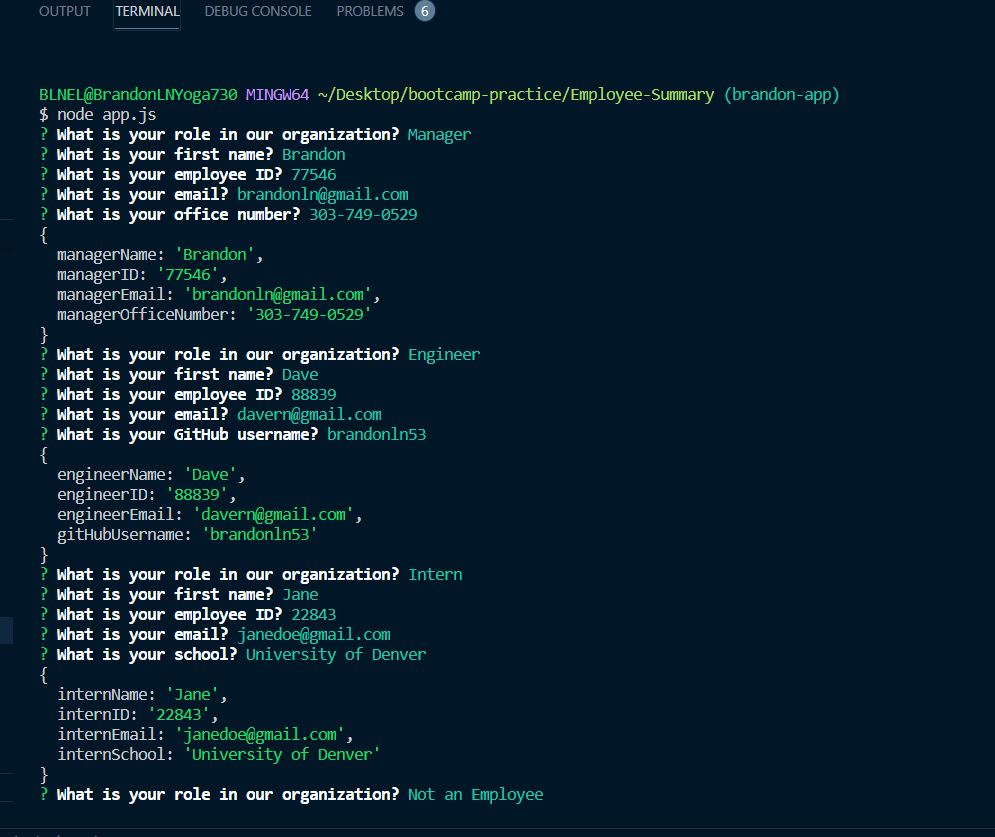 OUTPUT TERMINAL DEBUG CONSOLE PROBLEMS 6
BLNEL@BrandonLNYoga730 MINGW64 ~/Desktop/bootcamp-practice/Employee-Summary (brandon-app)
$ node app.js
? What is your role in our organization? Manager
? What is your first name? Brandon
? What is your employee ID? 77546
? What is your email? brandonln@gmail.com
? What is your office number? 303-749-0529
{
  managerName: 'Brandon',
  managerID: '77546',
  managerEmail: 'brandonln@gmail.com',
  managerOfficeNumber: '303-749-0529'
}
? What is your role in our organization? Engineer
? What is your first name? Dave
? What is your employee ID? 88839
? What is your email? davern@gmail.com
? What is your GitHub username? brandonln53
{
  engineerName: 'Dave',
  engineerID: '88839',
  engineerEmail: 'davern@gmail.com',
  gitHubUsername: 'brandonln53'
}
? What is your role in our organization? Intern
? What is your first name? Jane
? What is your employee ID? 22843
? What is your email? janedoe@gmail.com
? What is your school? University of Denver
{
  internName: 'Jane',
  internID: '22843',
  internEmail: 'janedoe@gmail.com',
  internSchool: 'University of Denver'
}
? What is your role in our organization? Not an Employee